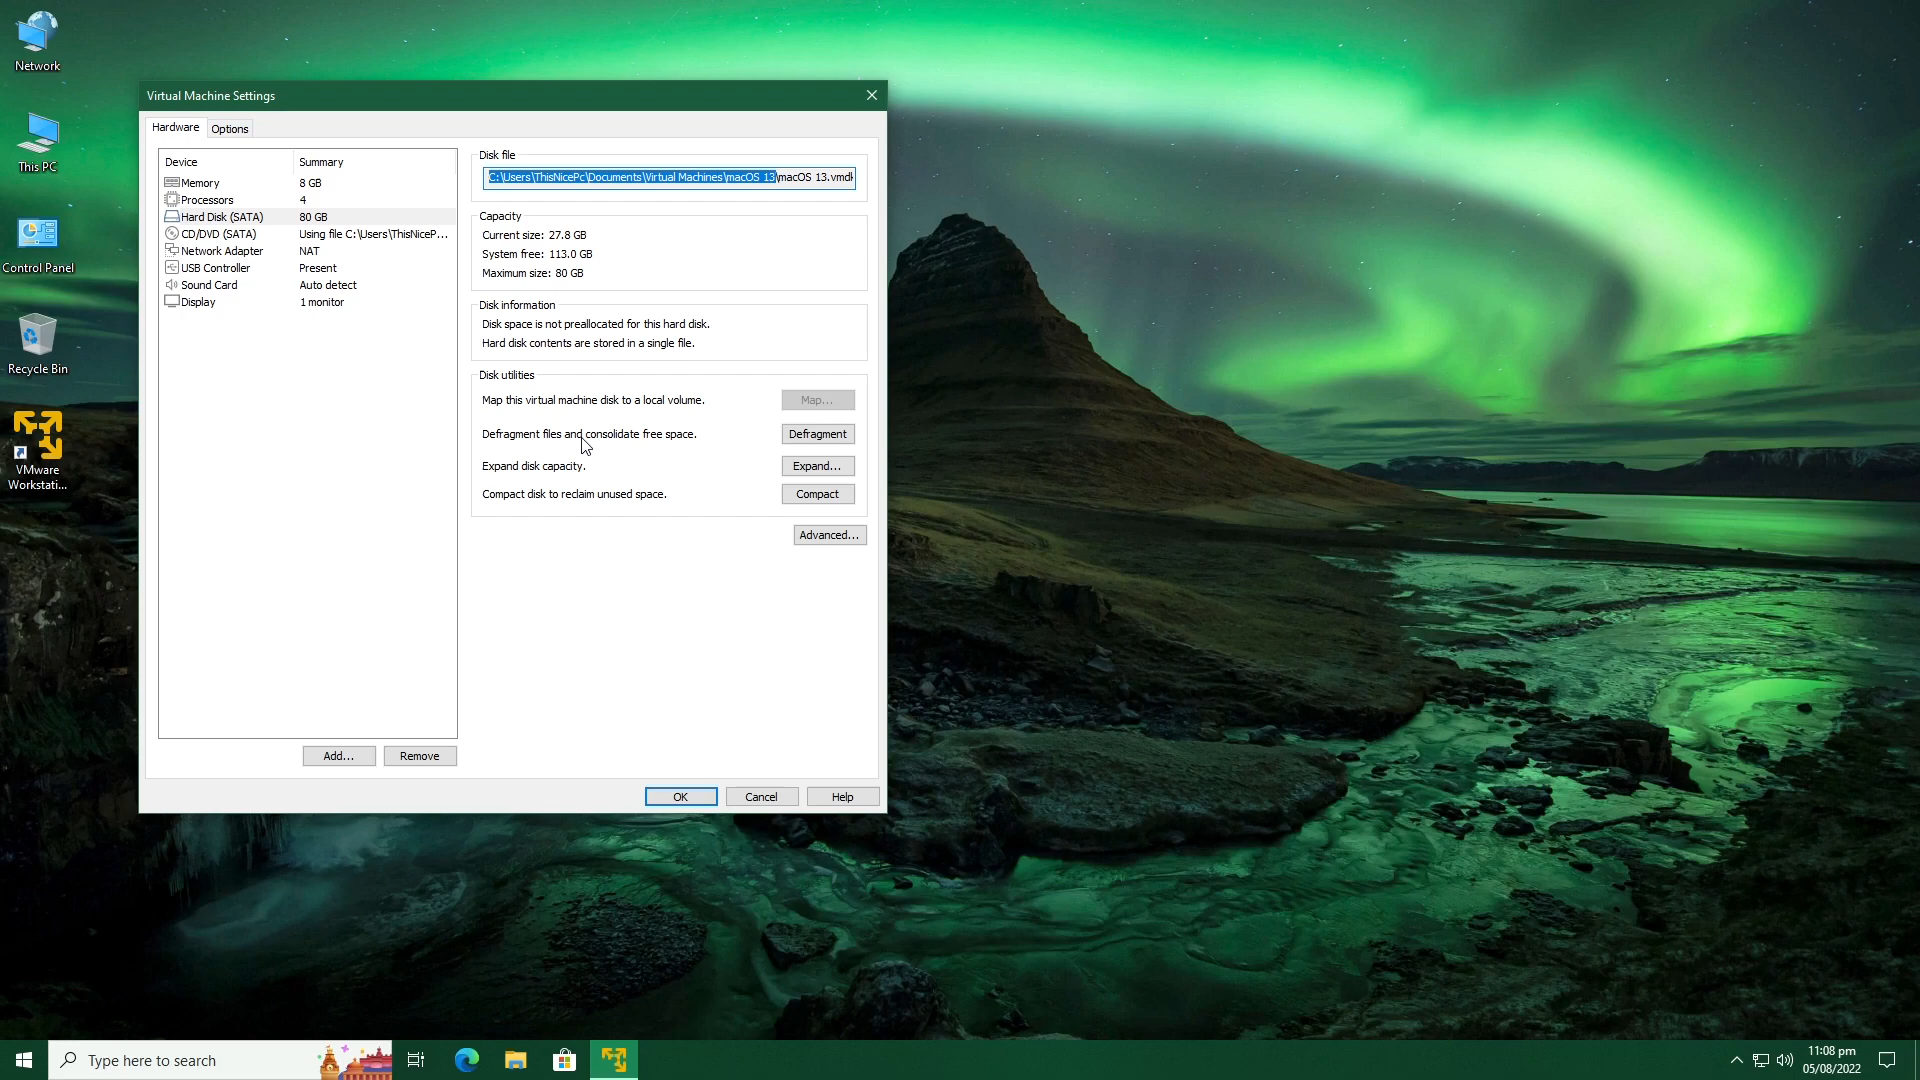 Network
This PC
Control Panel
Recycle Bin
VMware
Workstati...
Virtual Machine Settings
Hardware
Options
Device Summary
Memory 8 GB
Processors 4
Hard Disk (SATA) 80 GB
CD/DVD (SATA) Using file C:\Users\ThisNiceP...
Network Adapter NAT
USB Controller Present
Sound Card Auto detect
Display 1 monitor
Add...
Remove
Disk file
C:\Users\ThisNicePc\Documents\Virtual Machines\macOS 13\macOS 13.vmdk
Capacity
Current size: 27.8 GB
System free: 113.0 GB
Maximum size: 80 GB
Disk information
Disk space is not preallocated for this hard disk.
Hard disk contents are stored in a single file.
Disk utilities
Map this virtual machine disk to a local volume. Map...
Defragment files and consolidate free space. Defragment
Expand disk capacity. Expand...
Compact disk to reclaim unused space. Compact
Advanced...
OK
Cancel
Help
Type here to search
11:08 pm
05/08/2022